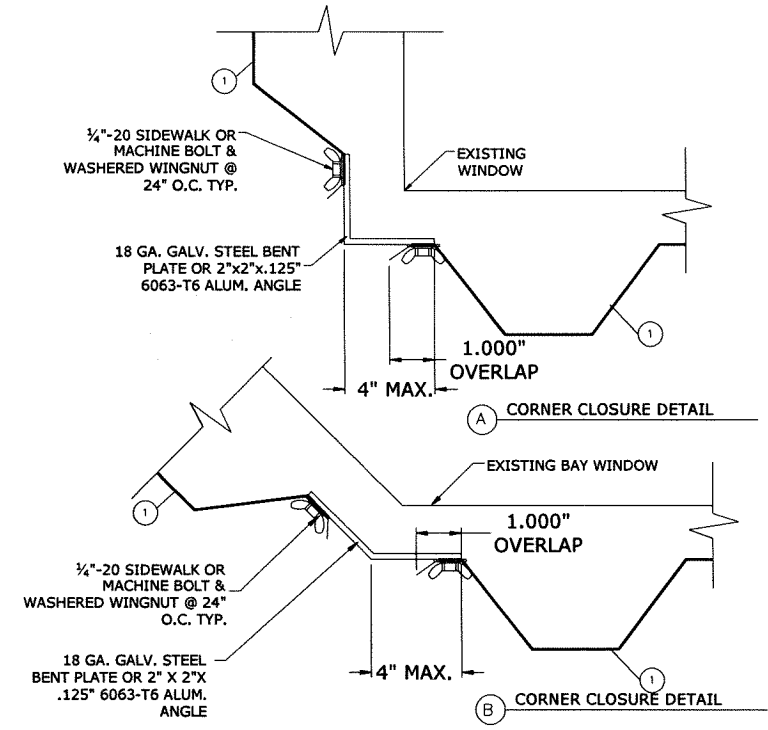 1
¼"-20 SIDEWALK OR
MACHINE BOLT &
WASHERED WINGNUT @
24" O.C. TYP.
EXISTING
WINDOW
18 GA. GALV. STEEL BENT
PLATE OR 2"x2"x.125"
6063-T6 ALUM. ANGLE
1
1.000"
OVERLAP
4" MAX.
A CORNER CLOSURE DETAIL
EXISTING BAY WINDOW
1
1.000"
OVERLAP
¼"-20 SIDEWALK OR
MACHINE BOLT &
WASHERED WINGNUT @ 24"
O.C. TYP.
18 GA. GALV. STEEL
BENT PLATE OR 2" X 2"X
.125" 6063-T6 ALUM.
ANGLE
4" MAX.
1
B CORNER CLOSURE DETAIL